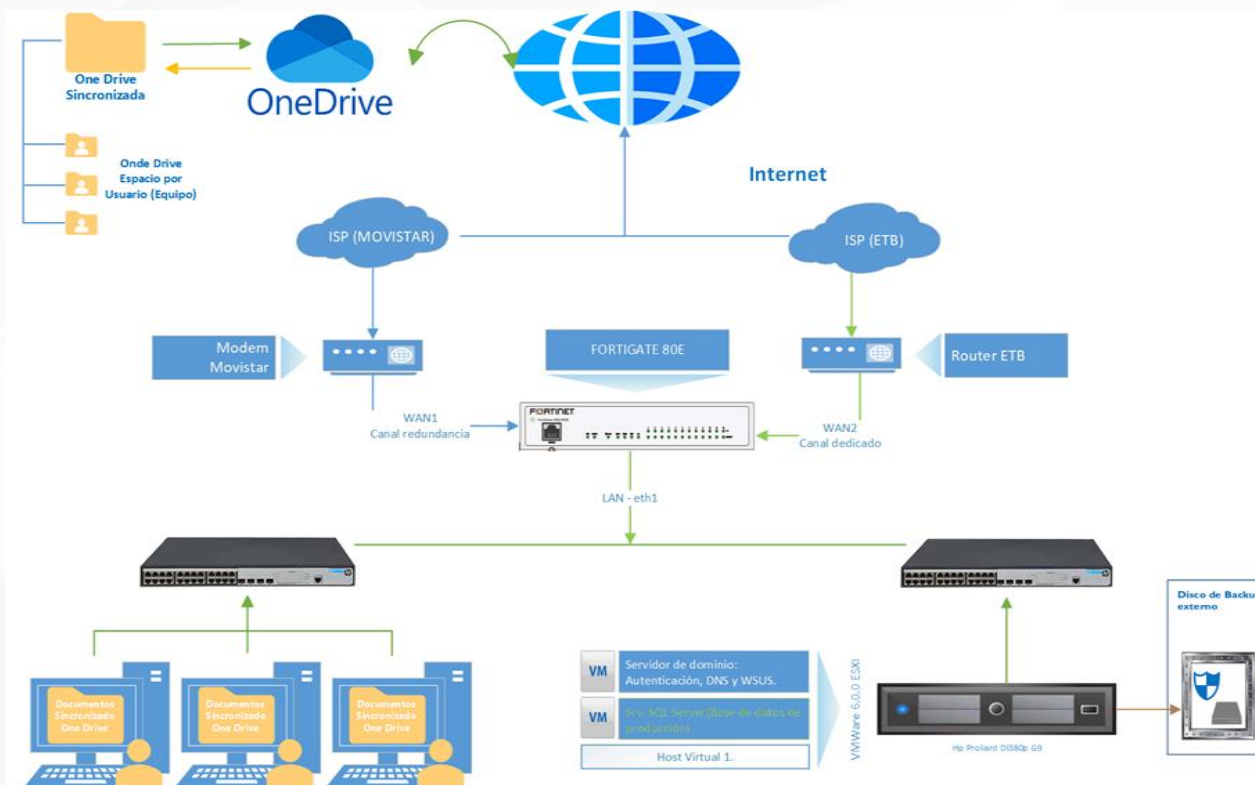 One Drive
Sincronizada
OneDrive
Onde Drive
Espacio por
Usuario (Equipo)
Internet
ISP (MOVISTAR)
ISP (ETB)
Modem
Movistar
FORTIGATE 80E
Router ETB
FORTINET
WAN1
Canal redundancia
WAN2
Canal dedicado
LAN - eth1
Disco de Backu
externo
VM
Servidor de dominio:
Autenticación, DNS y WSUS.
VM
Srv. SQL Server(Base de datos de
producción)
Host Virtual 1.
VMWare 6.0.0 ESXI
Hp Proliant Dl380p G9
Documentos
Sincronizado
One Drive
Documentos
Sincronizado
One Drive
Documentos
Sincronizado
One Drive